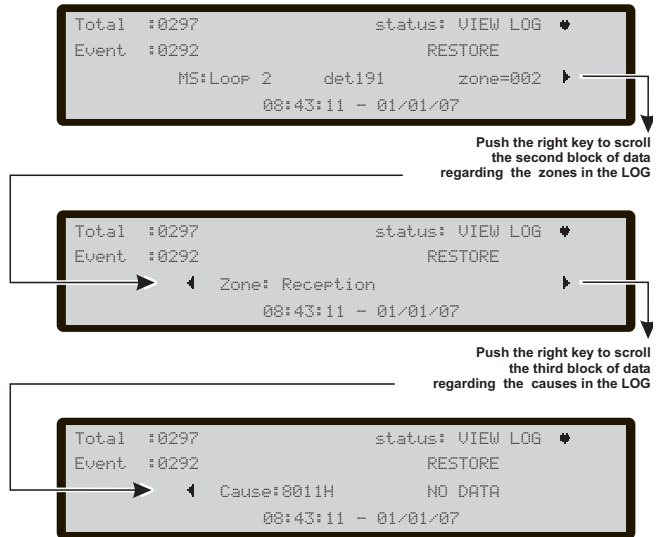 Total :0297 status: VIEW LOG
Event :0292 RESTORE
MS:Loop 2 det191 zone=002
08:43:11 - 01/01/07
Push the right key to scroll
the second block of data
regarding the zones in the LOG
Total :0297 status: VIEW LOG
Event :0292 RESTORE
Zone: Reception
08:43:11 - 01/01/07
Push the right key to scroll
the third block of data
regarding the causes in the LOG
Total :0297 status: VIEW LOG
Event :0292 RESTORE
Cause:8011H NO DATA
08:43:11 - 01/01/07